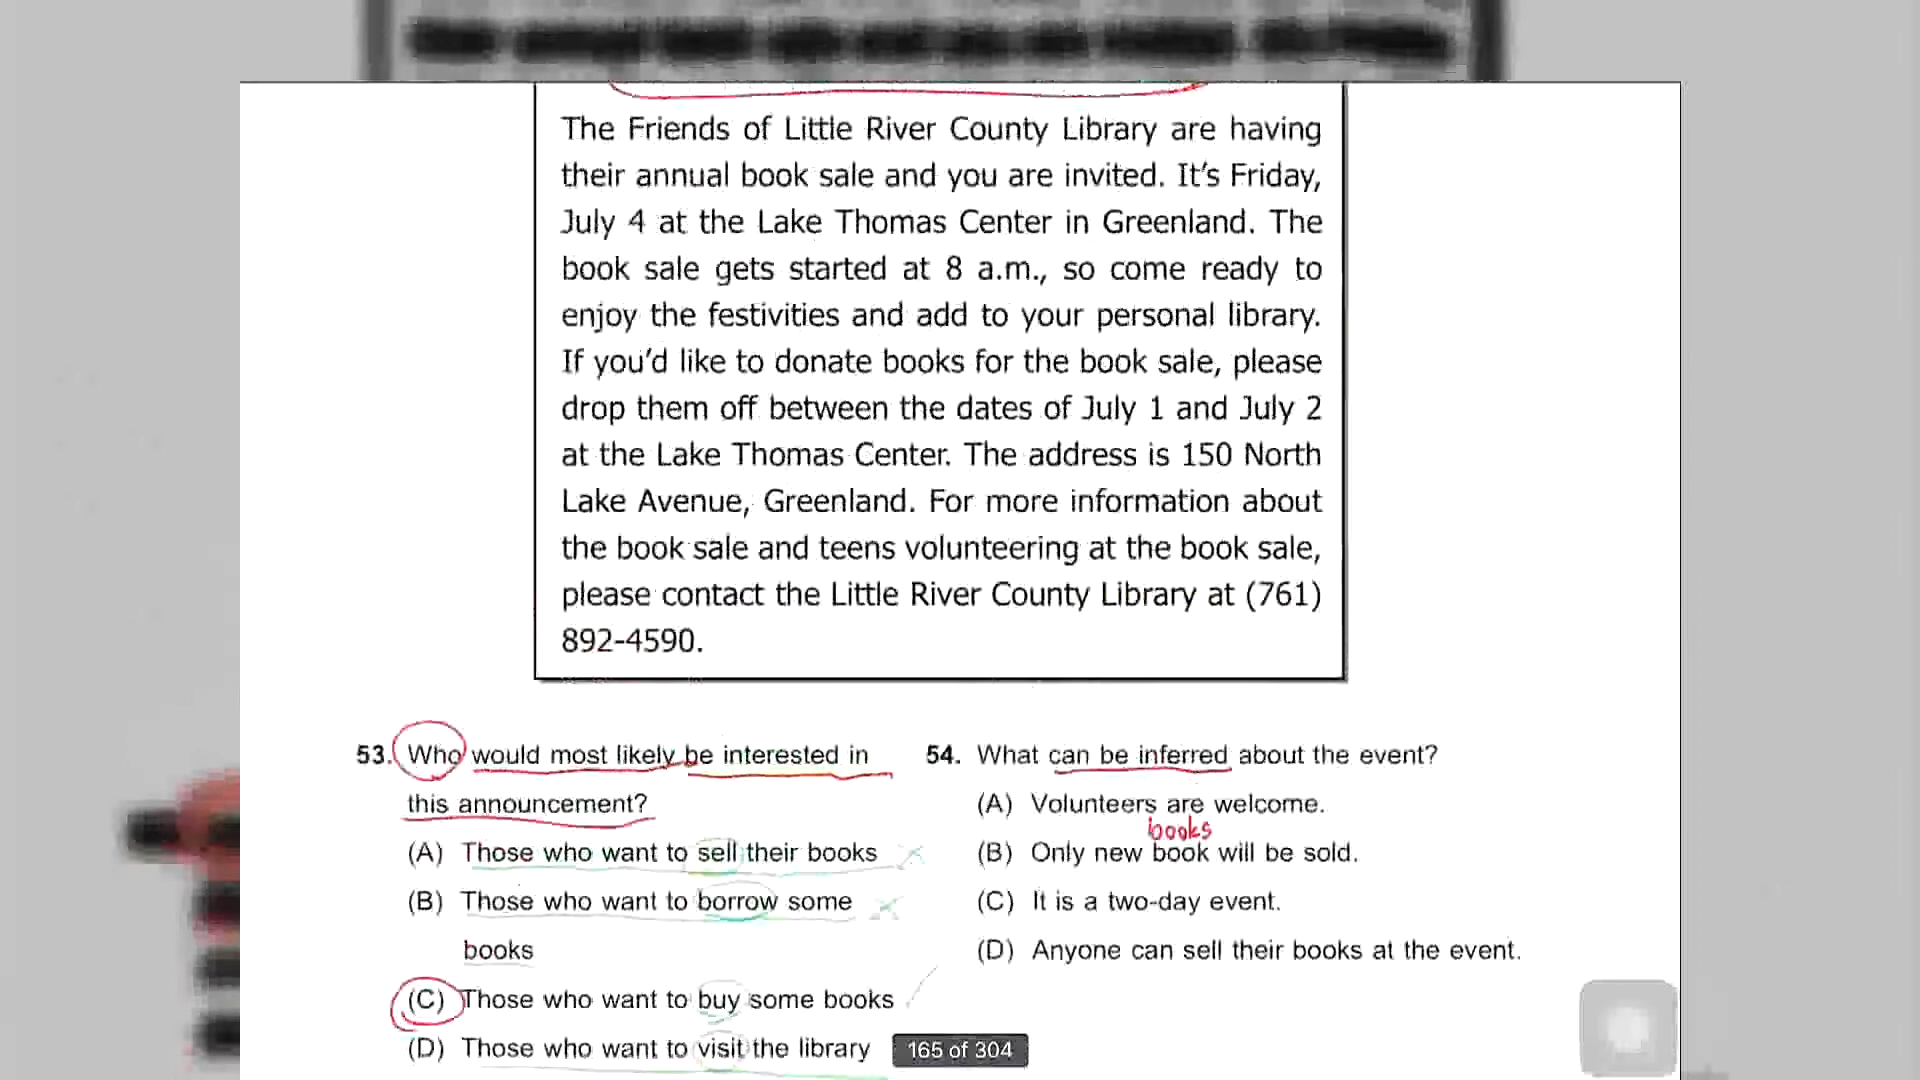 The Friends of Little River County Library are having
their annual book sale and you are invited. It's Friday,
July 4 at the Lake Thomas Center in Greenland. The
book sale gets started at 8 a.m., so come ready to
enjoy the festivities and add to your personal library.
If you'd like to donate books for the book sale, please
drop them off between the dates of July 1 and July 2
at the Lake Thomas Center. The address is 150 North
Lake Avenue, Greenland. For more information about
the book sale and teens volunteering at the book sale,
please contact the Little River County Library at (761)
892-4590.
53. Who would most likely be interested in
this announcement?
(A) Those who want to sell their books
(B) Those who want to borrow some
books
(C) Those who want to buy some books
(D) Those who want to visit the library
54. What can be inferred about the event?
(A) Volunteers are welcome.
books
(B) Only new book will be sold.
(C) It is a two-day event.
(D) Anyone can sell their books at the event.
165 of 304